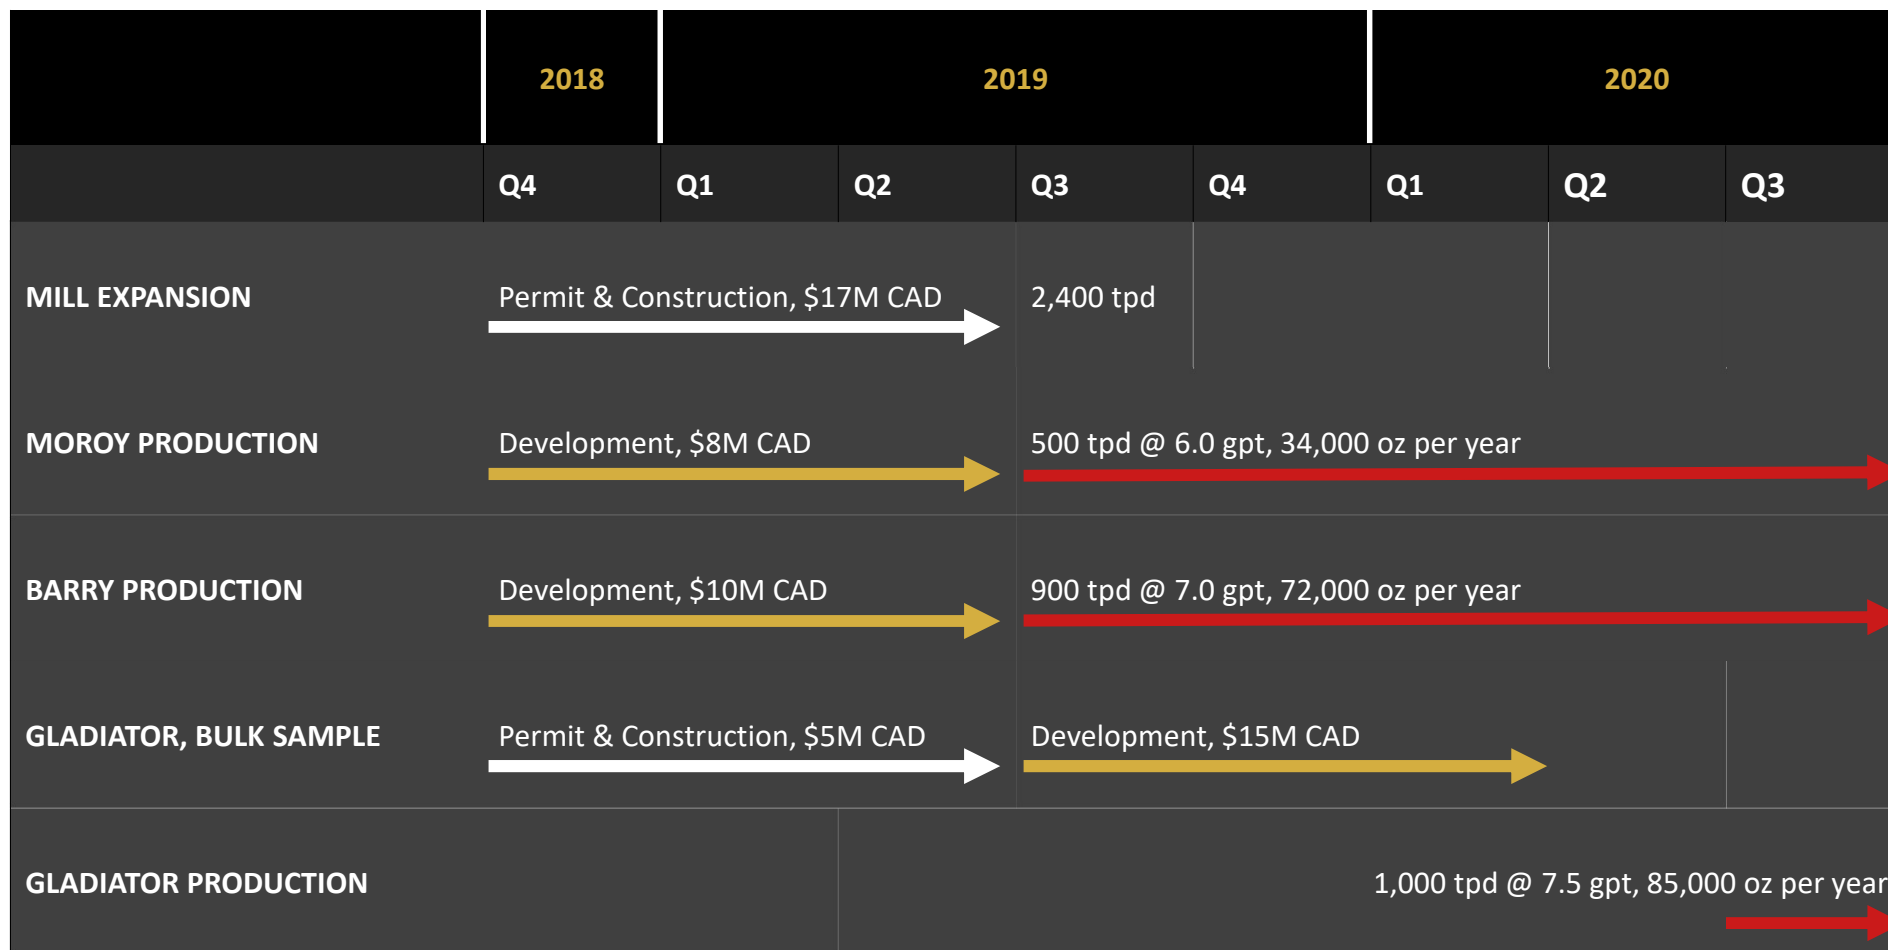 2018 2019 2020
Q4 Q1 Q2 Q3 Q4 Q1 Q2 Q3
MILL EXPANSION Permit & Construction, $17M CAD 2,400 tpd
MOROY PRODUCTION Development, $8M CAD 500 tpd @ 6.0 gpt, 34,000 oz per year
BARRY PRODUCTION Development, $10M CAD 900 tpd @ 7.0 gpt, 72,000 oz per year
GLADIATOR, BULK SAMPLE Permit & Construction, $5M CAD Development, $15M CAD
GLADIATOR PRODUCTION 1,000 tpd @ 7.5 gpt, 85,000 oz per year